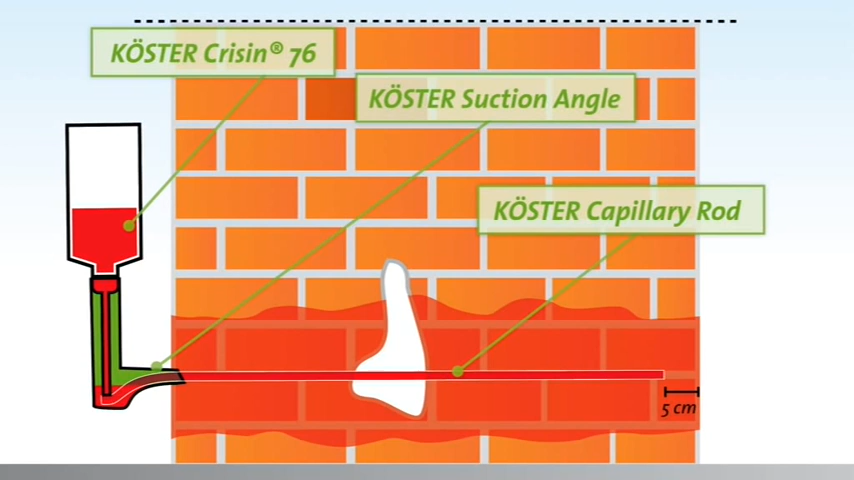 KÖSTER Crisin® 76
KÖSTER Suction Angle
KÖSTER Capillary Rod
5 cm